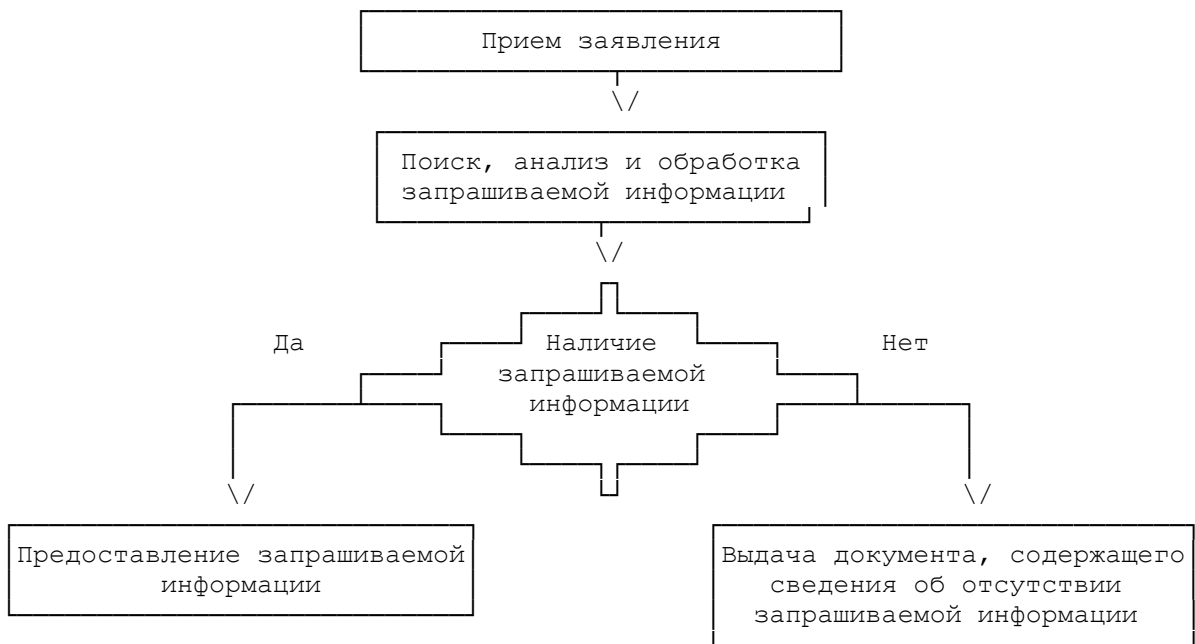 Прием заявления
Поиск, анализ и обработка
запрашиваемой информации
Да
Наличие
запрашиваемой
информации
Нет
Предоставление запрашиваемой
информации
Выдача документа, содержащего
сведения об отсутствии
запрашиваемой информации